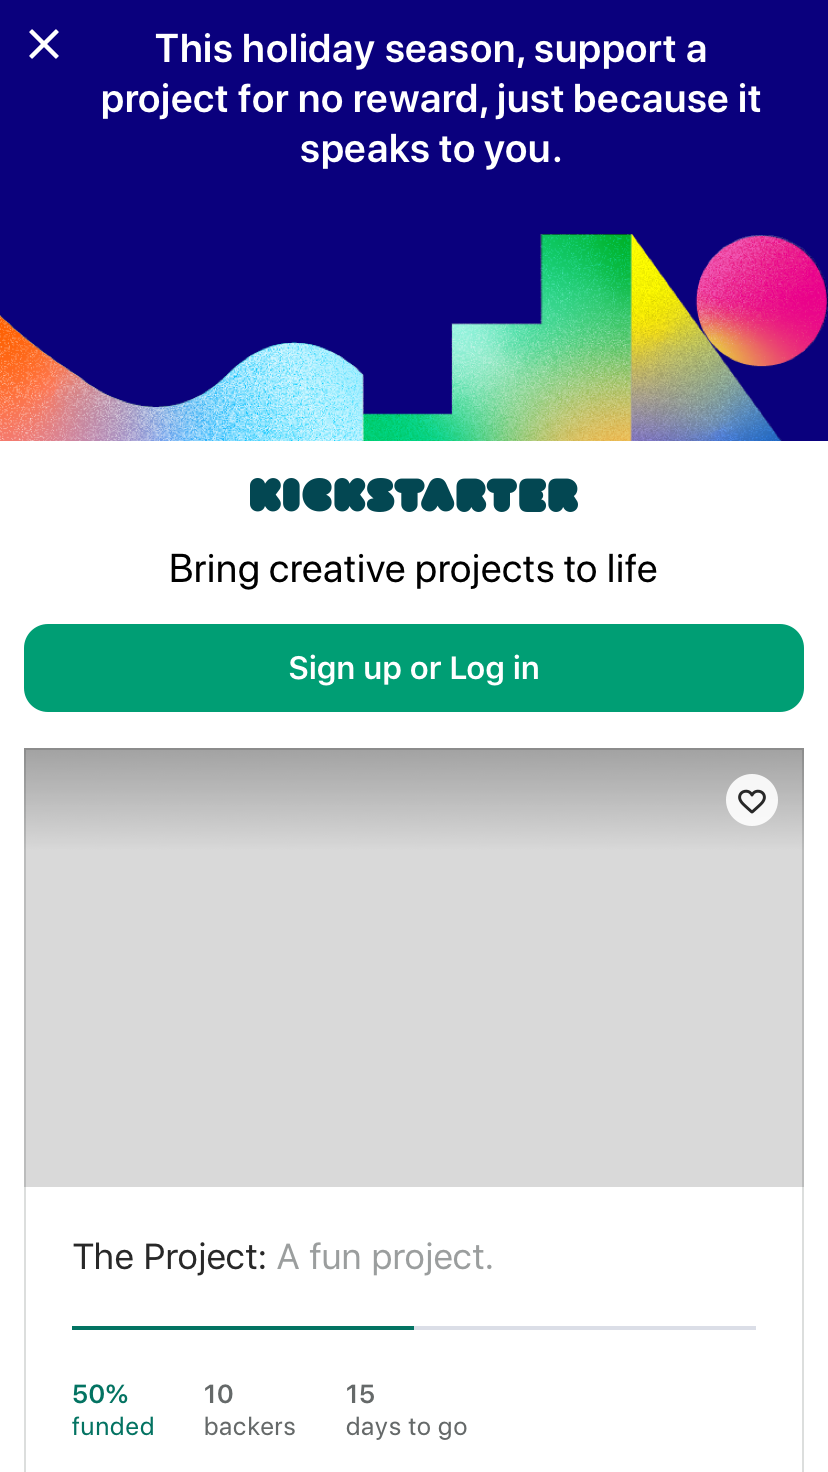 This holiday season, support a
project for no reward, just because it
speaks to you.
KICKSTARTER
Bring creative projects to life
Sign up or Log in
The Project: A fun project.
50% 10 15
funded backers days to go